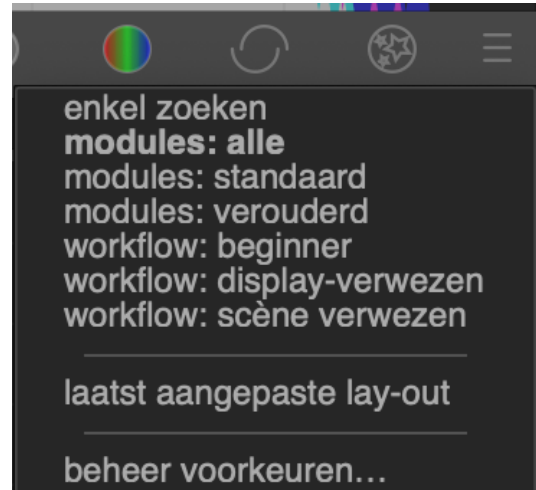 enkel zoeken
modules: alle
modules: standaard
modules: verouderd
workflow: beginner
workflow: display-verwezen
workflow: scène verwezen
laatst aangepaste lay-out
beheer voorkeuren...